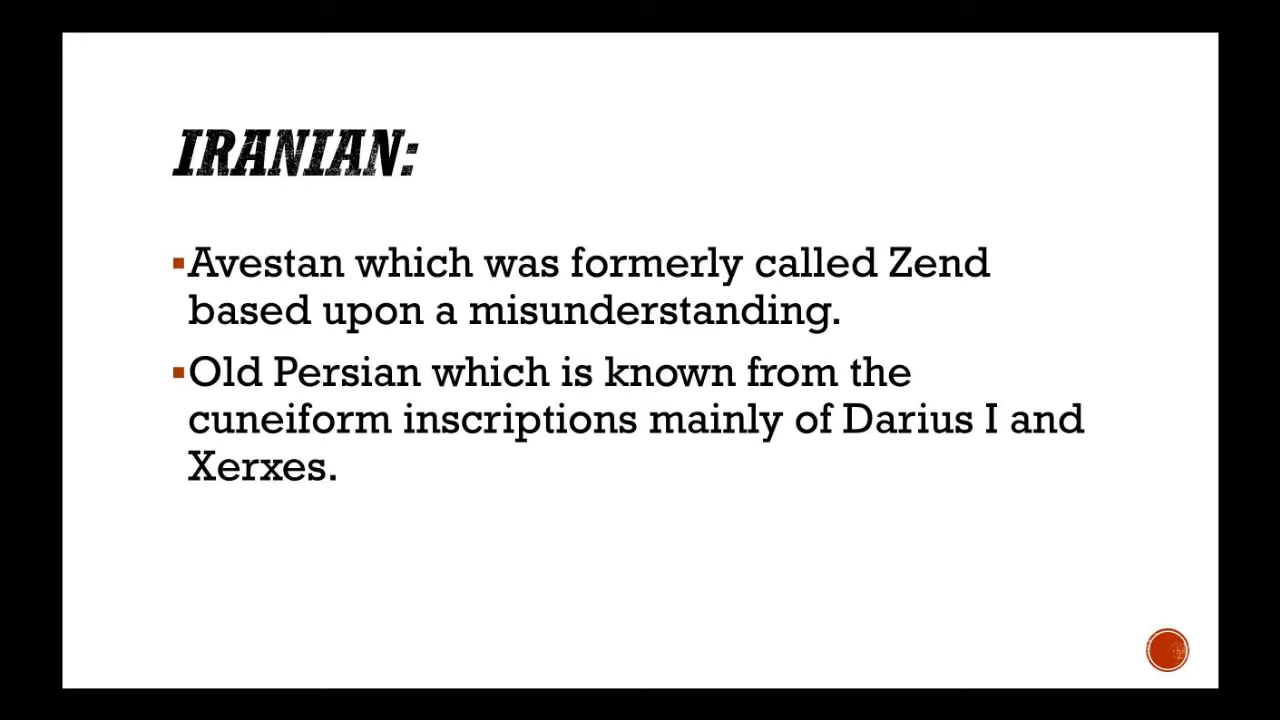 IRANIAN:
▪Avestan which was formerly called Zend
based upon a misunderstanding.
▪Old Persian which is known from the
cuneiform inscriptions mainly of Darius I and
Xerxes.